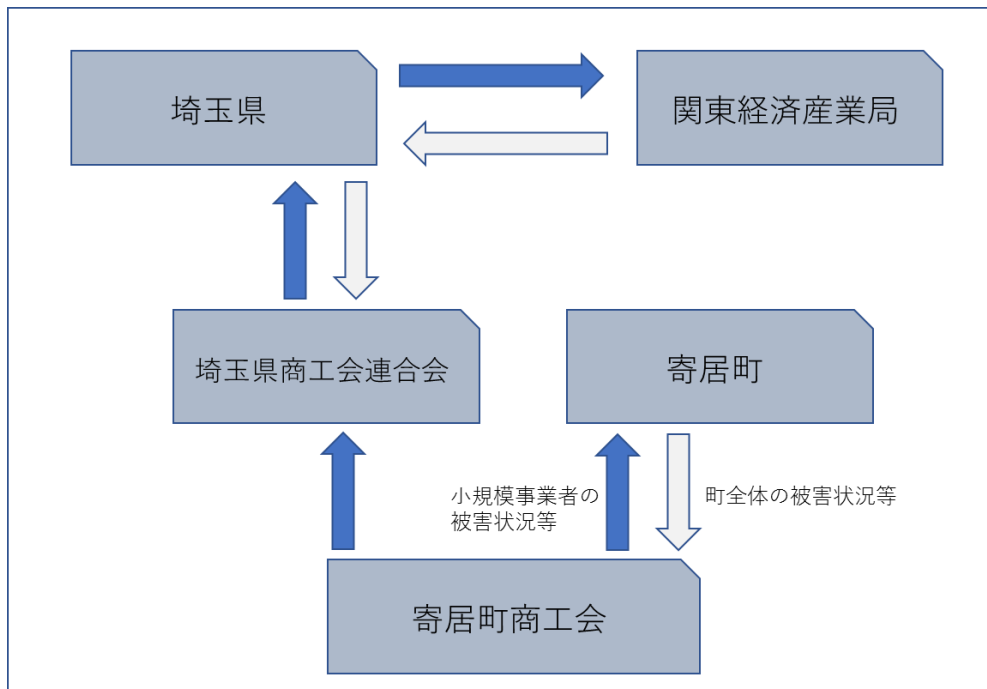 埼玉県
関東経済産業局
埼玉県商工会連合会
寄居町
小規模事業者の
被害状況等
町全体の被害状況等
寄居町商工会